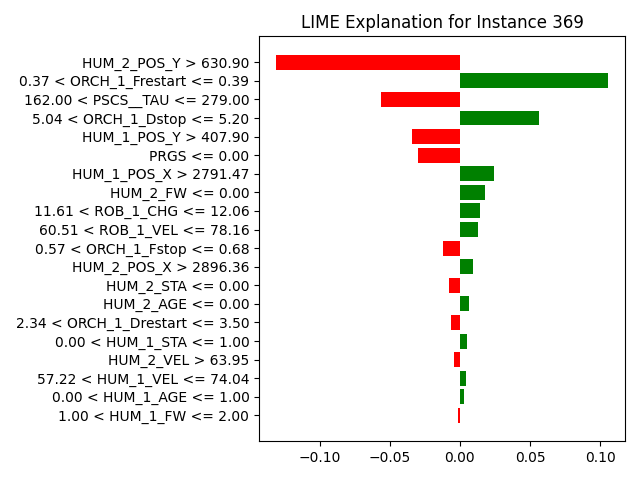 LIME Explanation for Instance 369
HUM_2_POS_Y > 630.90
0.37 < ORCH_1_Frestart <= 0.39
162.00 < PSCS__TAU <= 279.00
5.04 < ORCH_1_Dstop <= 5.20
HUM_1_POS_Y > 407.90
PRGS <= 0.00
HUM_1_POS_X > 2791.47
HUM_2_FW <= 0.00
11.61 < ROB_1_CHG <= 12.06
60.51 < ROB_1_VEL <= 78.16
0.57 < ORCH_1_Fstop <= 0.68
HUM_2_POS_X > 2896.36
HUM_2_STA <= 0.00
HUM_2_AGE <= 0.00
2.34 < ORCH_1_Drestart <= 3.50
0.00 < HUM_1_STA <= 1.00
HUM_2_VEL > 63.95
57.22 < HUM_1_VEL <= 74.04
0.00 < HUM_1_AGE <= 1.00
1.00 < HUM_1_FW <= 2.00
−0.10 −0.05 0.00 0.05 0.10